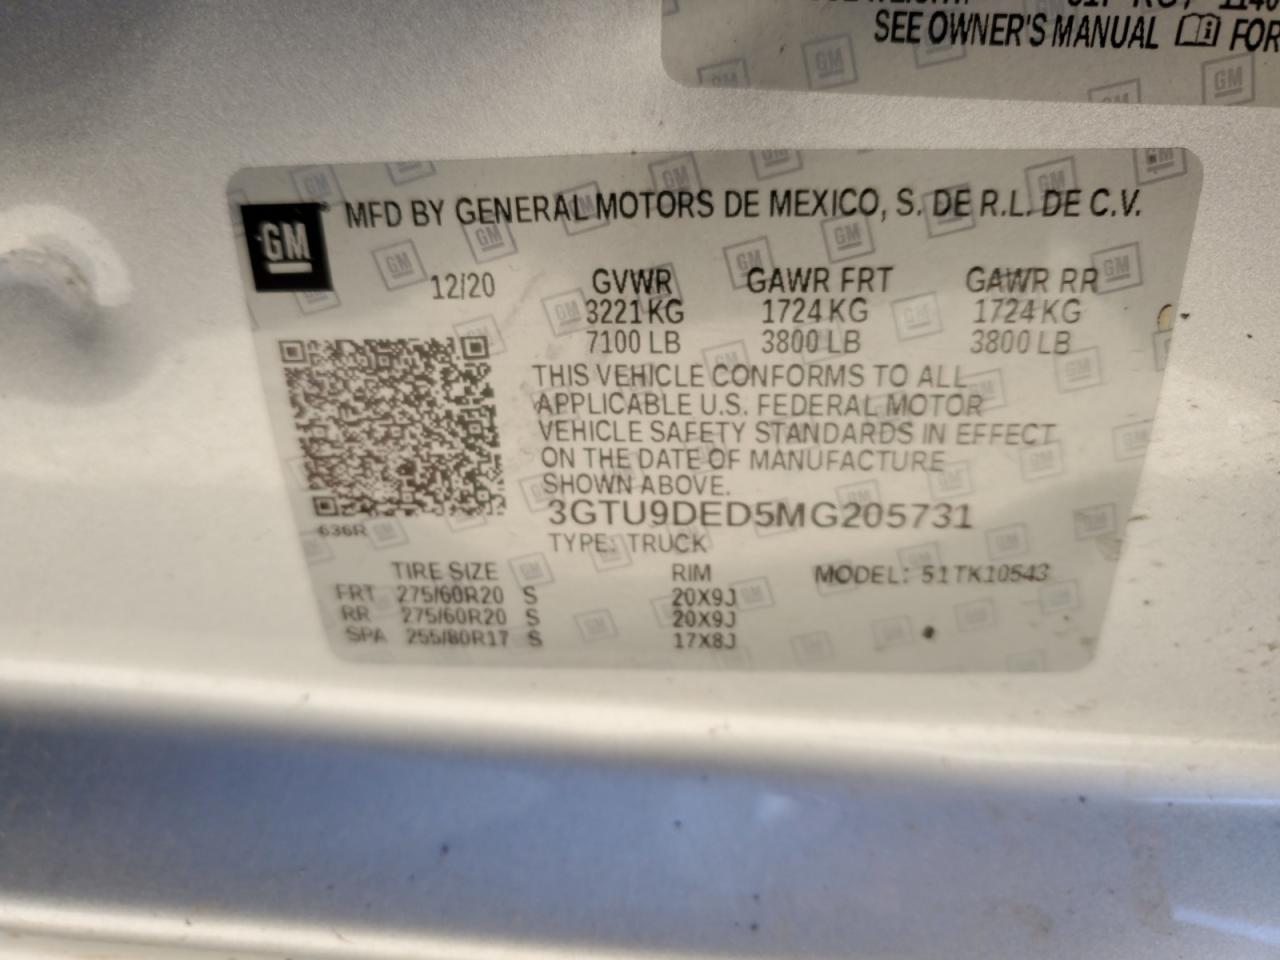 SEE OWNER'S MANUAL FOR
GM
MFD BY GENERAL MOTORS DE MEXICO, S. DE R.L. DE C.V.
12/20 GVWR GAWR FRT GAWR RR
3221 KG 1724 KG 1724 KG
7100 LB 3800 LB 3800 LB
THIS VEHICLE CONFORMS TO ALL
APPLICABLE U.S. FEDERAL MOTOR
VEHICLE SAFETY STANDARDS IN EFFECT
ON THE DATE OF MANUFACTURE
SHOWN ABOVE.
3GTU9DED5MG205731
636R
TYPE: TRUCK
TIRE SIZE RIM MODEL: 51TK10543
FRT 275/60R20 S 20X9J
RR 275/60R20 S 20X9J
SPA 255/80R17 S 17X8J